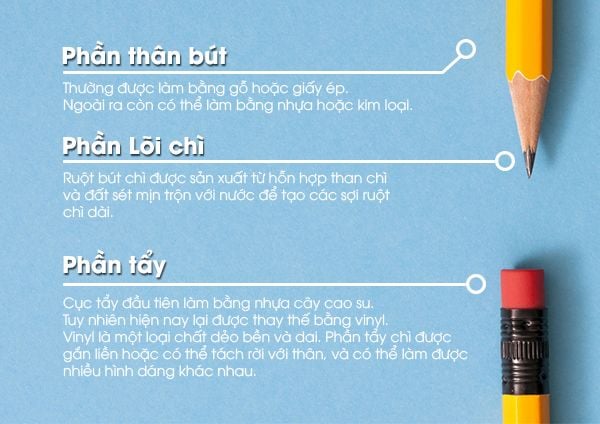 Phần thân bút
Thường được làm bằng gỗ hoặc giấy ép.
Ngoài ra còn có thể làm bằng nhựa hoặc kim loại.
Phần Lõi chì
Ruột bút chì được sản xuất từ hỗn hợp than chì
và đất sét mịn trộn với nước để tạo các sợi ruột
chì dài.
Phần tẩy
Cục tẩy đầu tiên làm bằng nhựa cây cao su.
Tuy nhiên hiện nay lại được thay thế bằng vinyl.
Vinyl là một loại chất dẻo bền và dai. Phần tẩy chì được
gắn liền hoặc có thể tách rời với thân, và có thể làm được
nhiều hình dáng khác nhau.